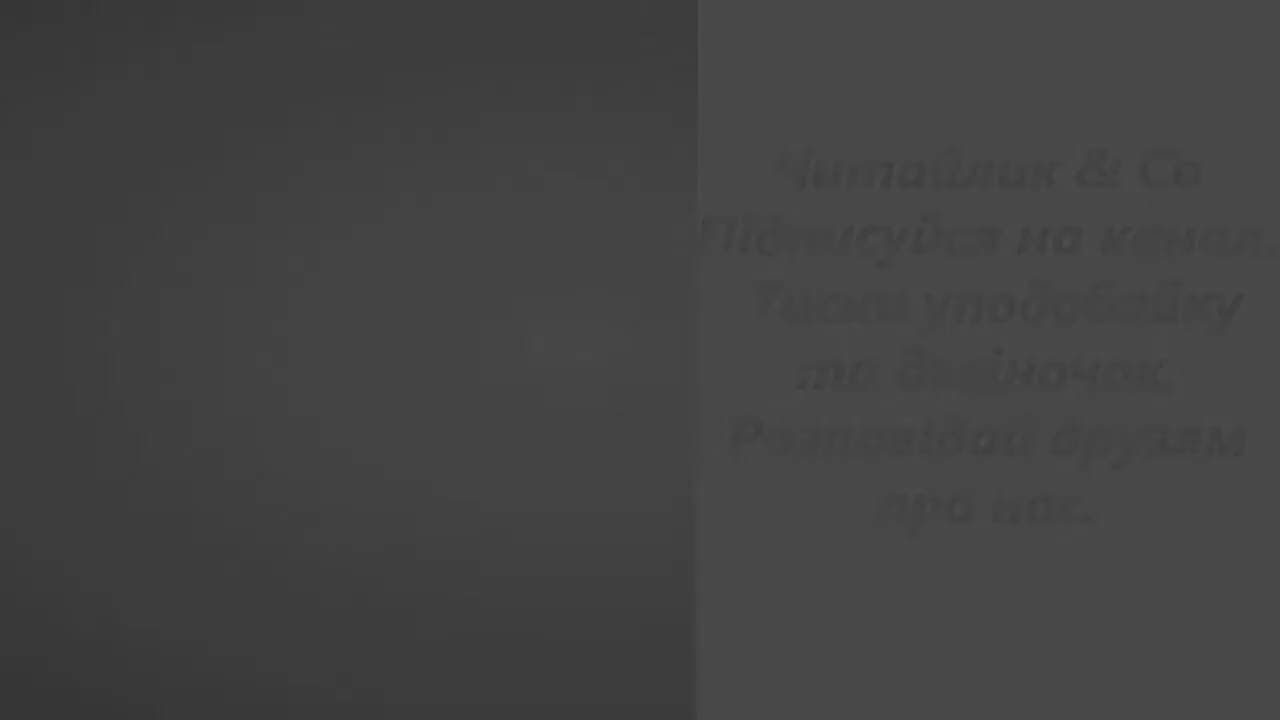 Читайлик & Co
Підписуйся на канал.
Тисни уподобайку
та дзвіночок.
Розповідай друзям
про нас.